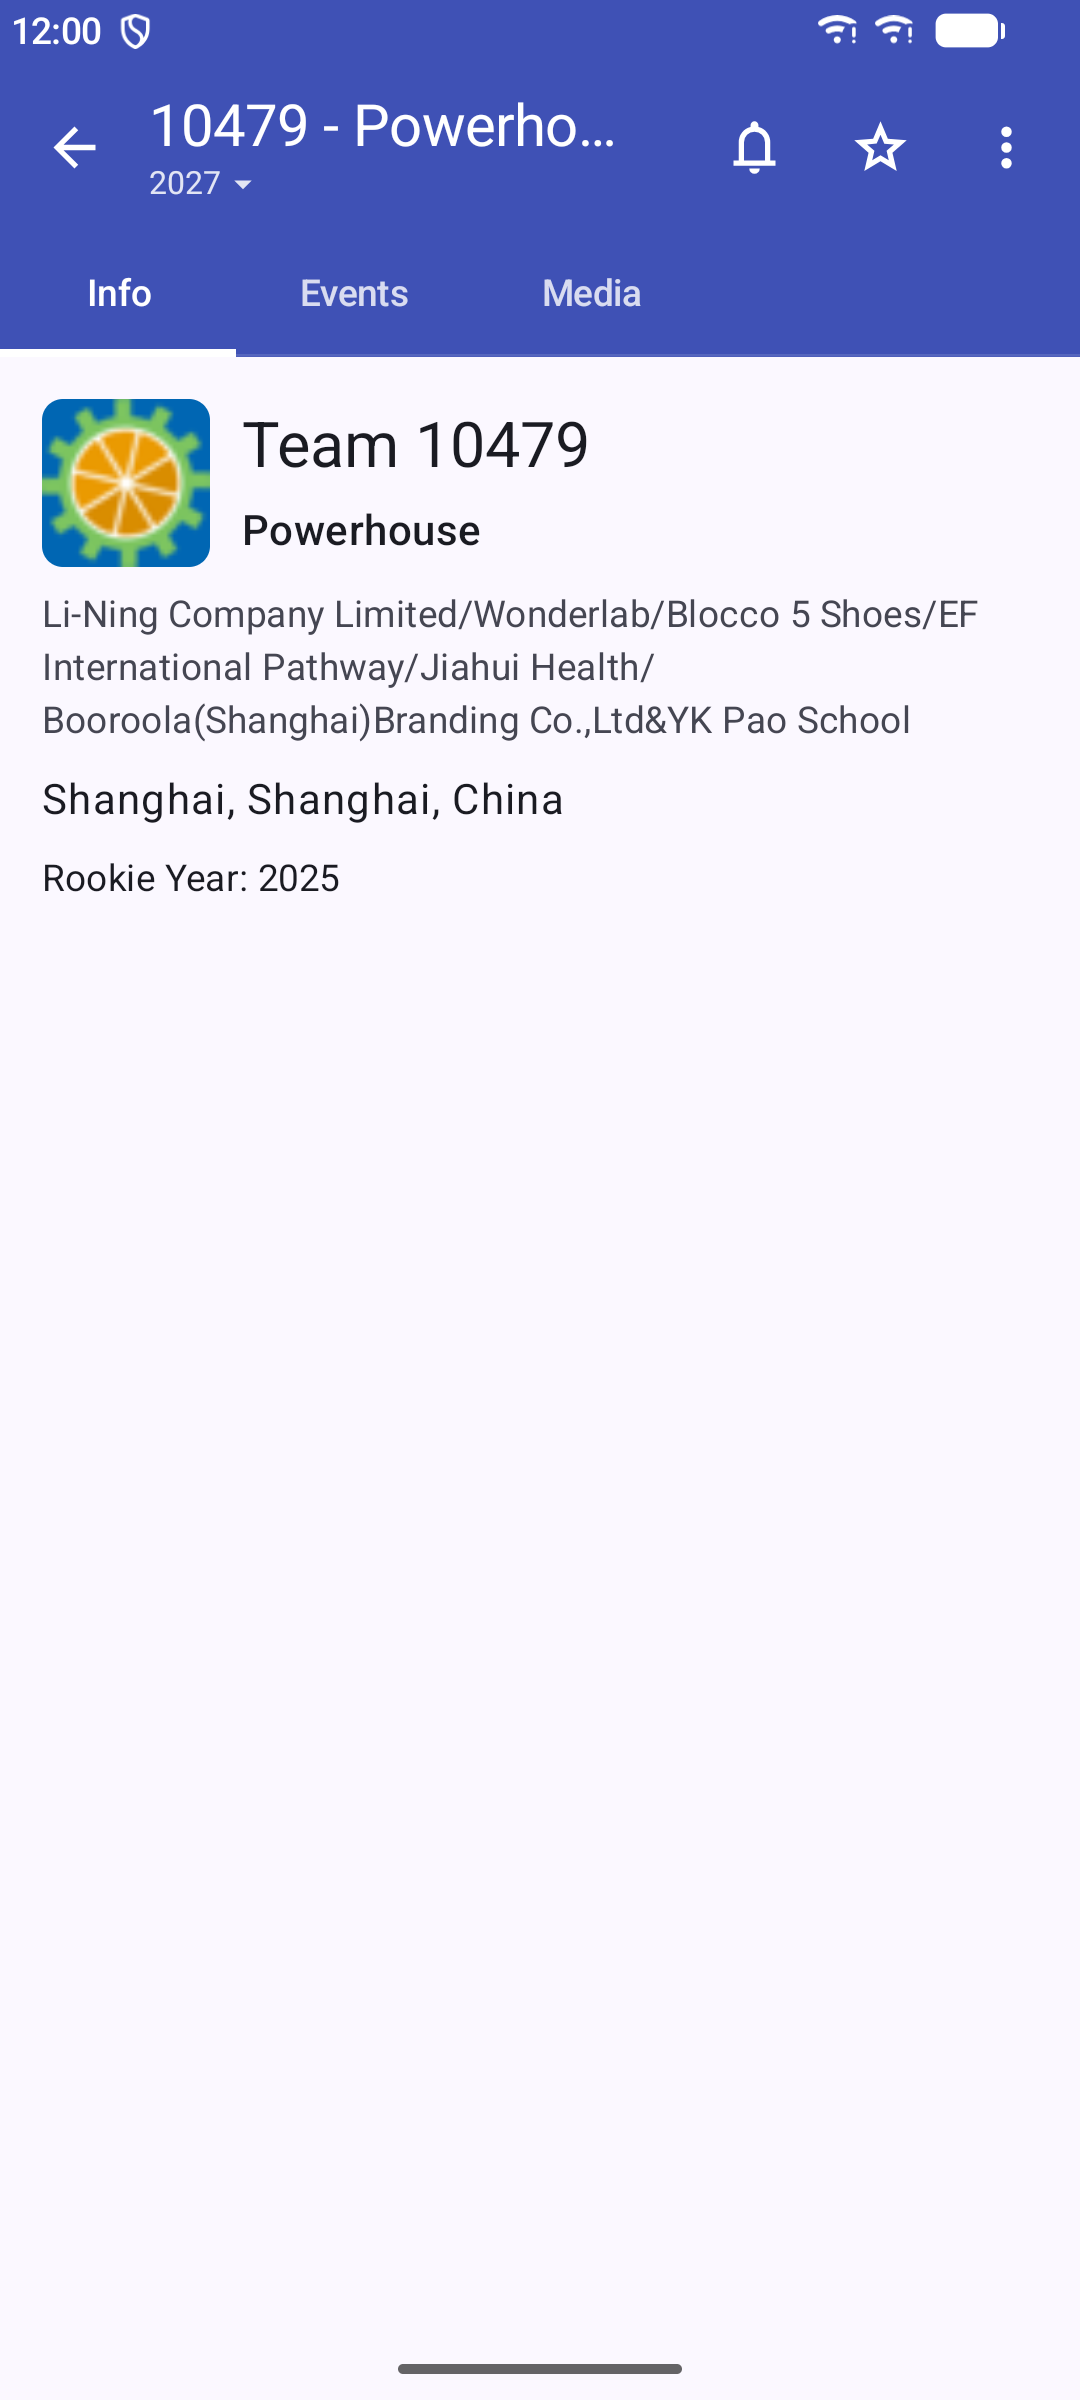 12:00
10479 - Powerho...
2027
Info
Events
Media
Team 10479
Powerhouse
Li-Ning Company Limited/Wonderlab/Blocco 5 Shoes/EF
International Pathway/Jiahui Health/
Booroola(Shanghai)Branding Co.,Ltd&YK Pao School
Shanghai, Shanghai, China
Rookie Year: 2025